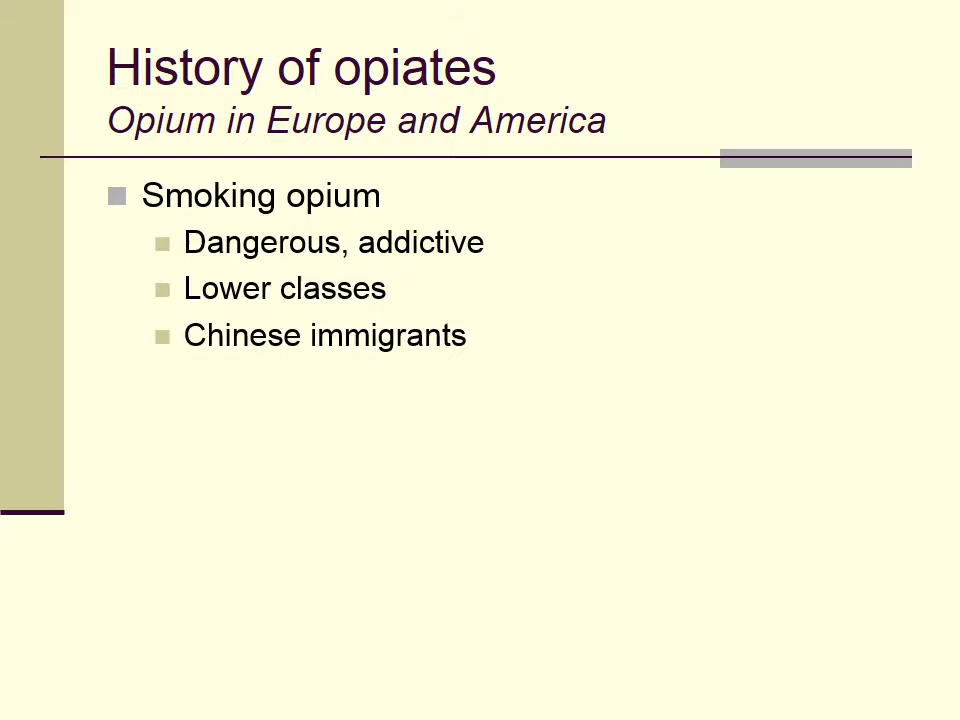 History of opiates
Opium in Europe and America
Smoking opium
Dangerous, addictive
Lower classes
Chinese immigrants